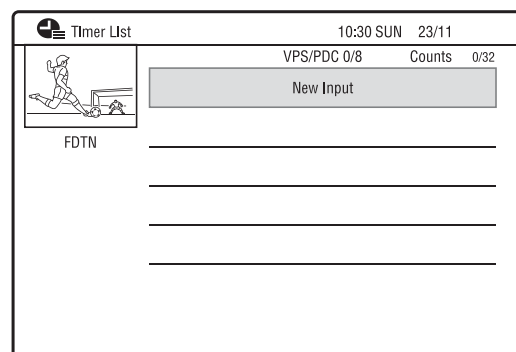 Timer List 10:30 SUN 23/11
VPS/PDC 0/8 Counts 0/32
New Input
FDTN